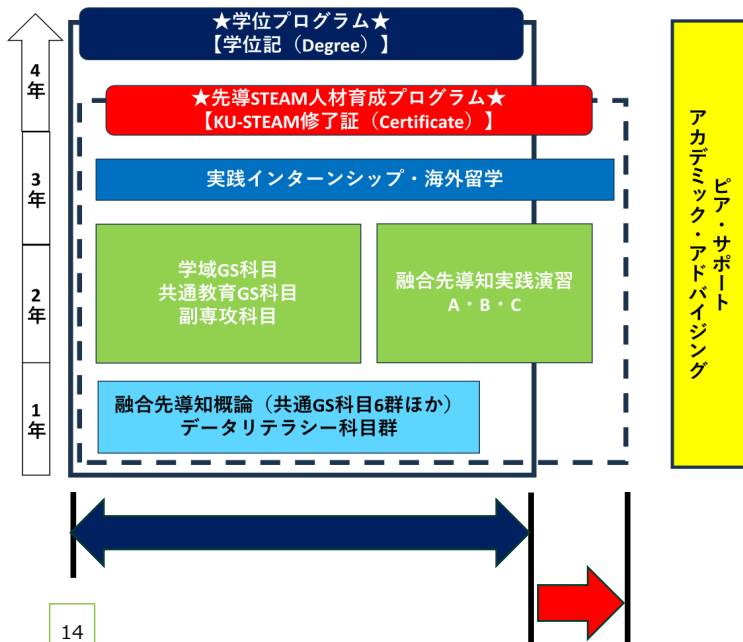 ★学位プログラム★
【学位記（Degree）】
4年
★先導STEAM人材育成プログラム★
【KU-STEAM修了証（Certificate）】
3年
実践インターンシップ・海外留学
2年
学域GS科目
共通教育GS科目
副専攻科目
融合先導知実践演習
A・B・C
1年
融合先導知概論（共通GS科目6群ほか）
データリテラシー科目群
ピア・サポート
アカデミック・アドバイジング
14